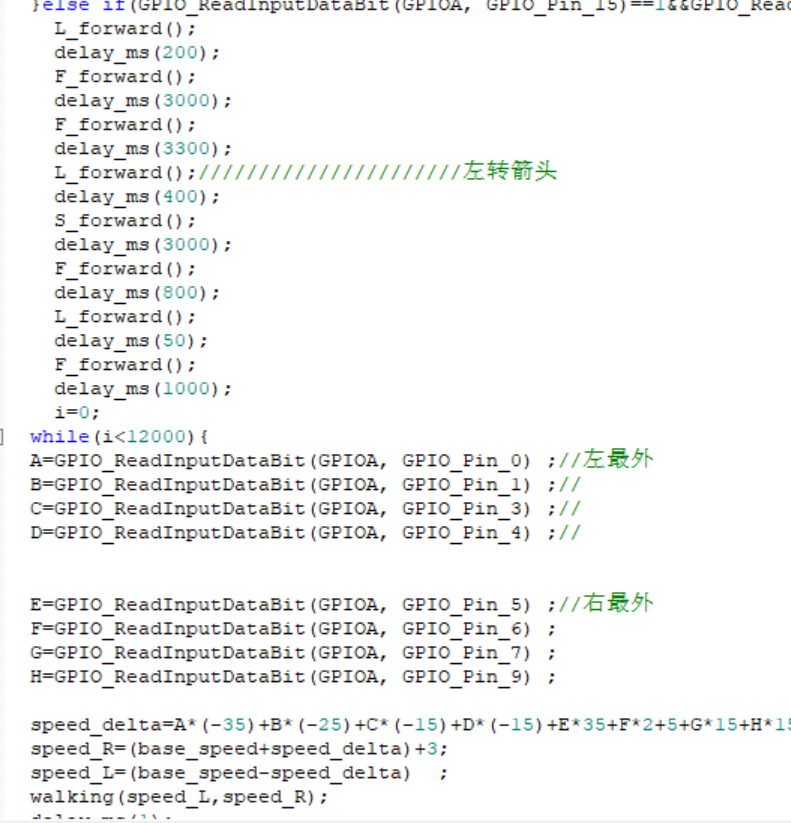 }else if(GPIO_ReadInputDataBit(GPIOA, GPIO_Pin_15)==1&&GPIO_Read
L_forward();
delay_ms(200);
F_forward();
delay_ms(3000);
F_forward();
delay_ms(3300);
L_forward();//////////////////////左转箭头
delay_ms(400);
S_forward();
delay_ms(3000);
F_forward();
delay_ms(800);
L_forward();
delay_ms(50);
F_forward();
delay_ms(1000);
i=0;
while(i<12000){
A=GPIO_ReadInputDataBit(GPIOA, GPIO_Pin_0) ;//左最外
B=GPIO_ReadInputDataBit(GPIOA, GPIO_Pin_1) ;//
C=GPIO_ReadInputDataBit(GPIOA, GPIO_Pin_3) ;//
D=GPIO_ReadInputDataBit(GPIOA, GPIO_Pin_4) ;//
E=GPIO_ReadInputDataBit(GPIOA, GPIO_Pin_5) ;//右最外
F=GPIO_ReadInputDataBit(GPIOA, GPIO_Pin_6) ;
G=GPIO_ReadInputDataBit(GPIOA, GPIO_Pin_7) ;
H=GPIO_ReadInputDataBit(GPIOA, GPIO_Pin_9) ;
speed_delta=A*(-35)+B*(-25)+C*(-15)+D*(-15)+E*35+F*2+5+G*15+H*15
speed_R=(base_speed+speed_delta)+3;
speed_L=(base_speed-speed_delta) ;
walking(speed_L,speed_R);
delay_ms(1);